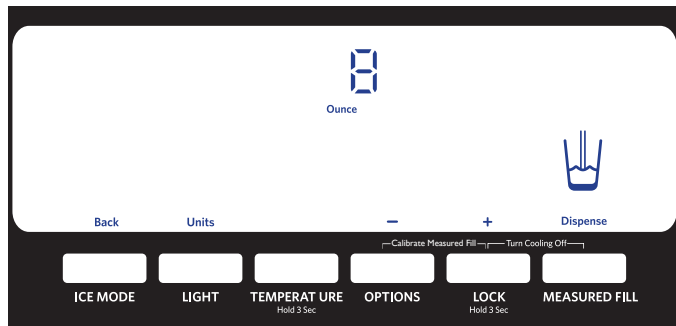 8
Ounce
Back Units − + Dispense
Calibrate Measured Fill Turn Cooling Off
ICE MODE LIGHT TEMPERAT URE OPTIONS LOCK MEASURED FILL
Hold 3 Sec Hold 3 Sec